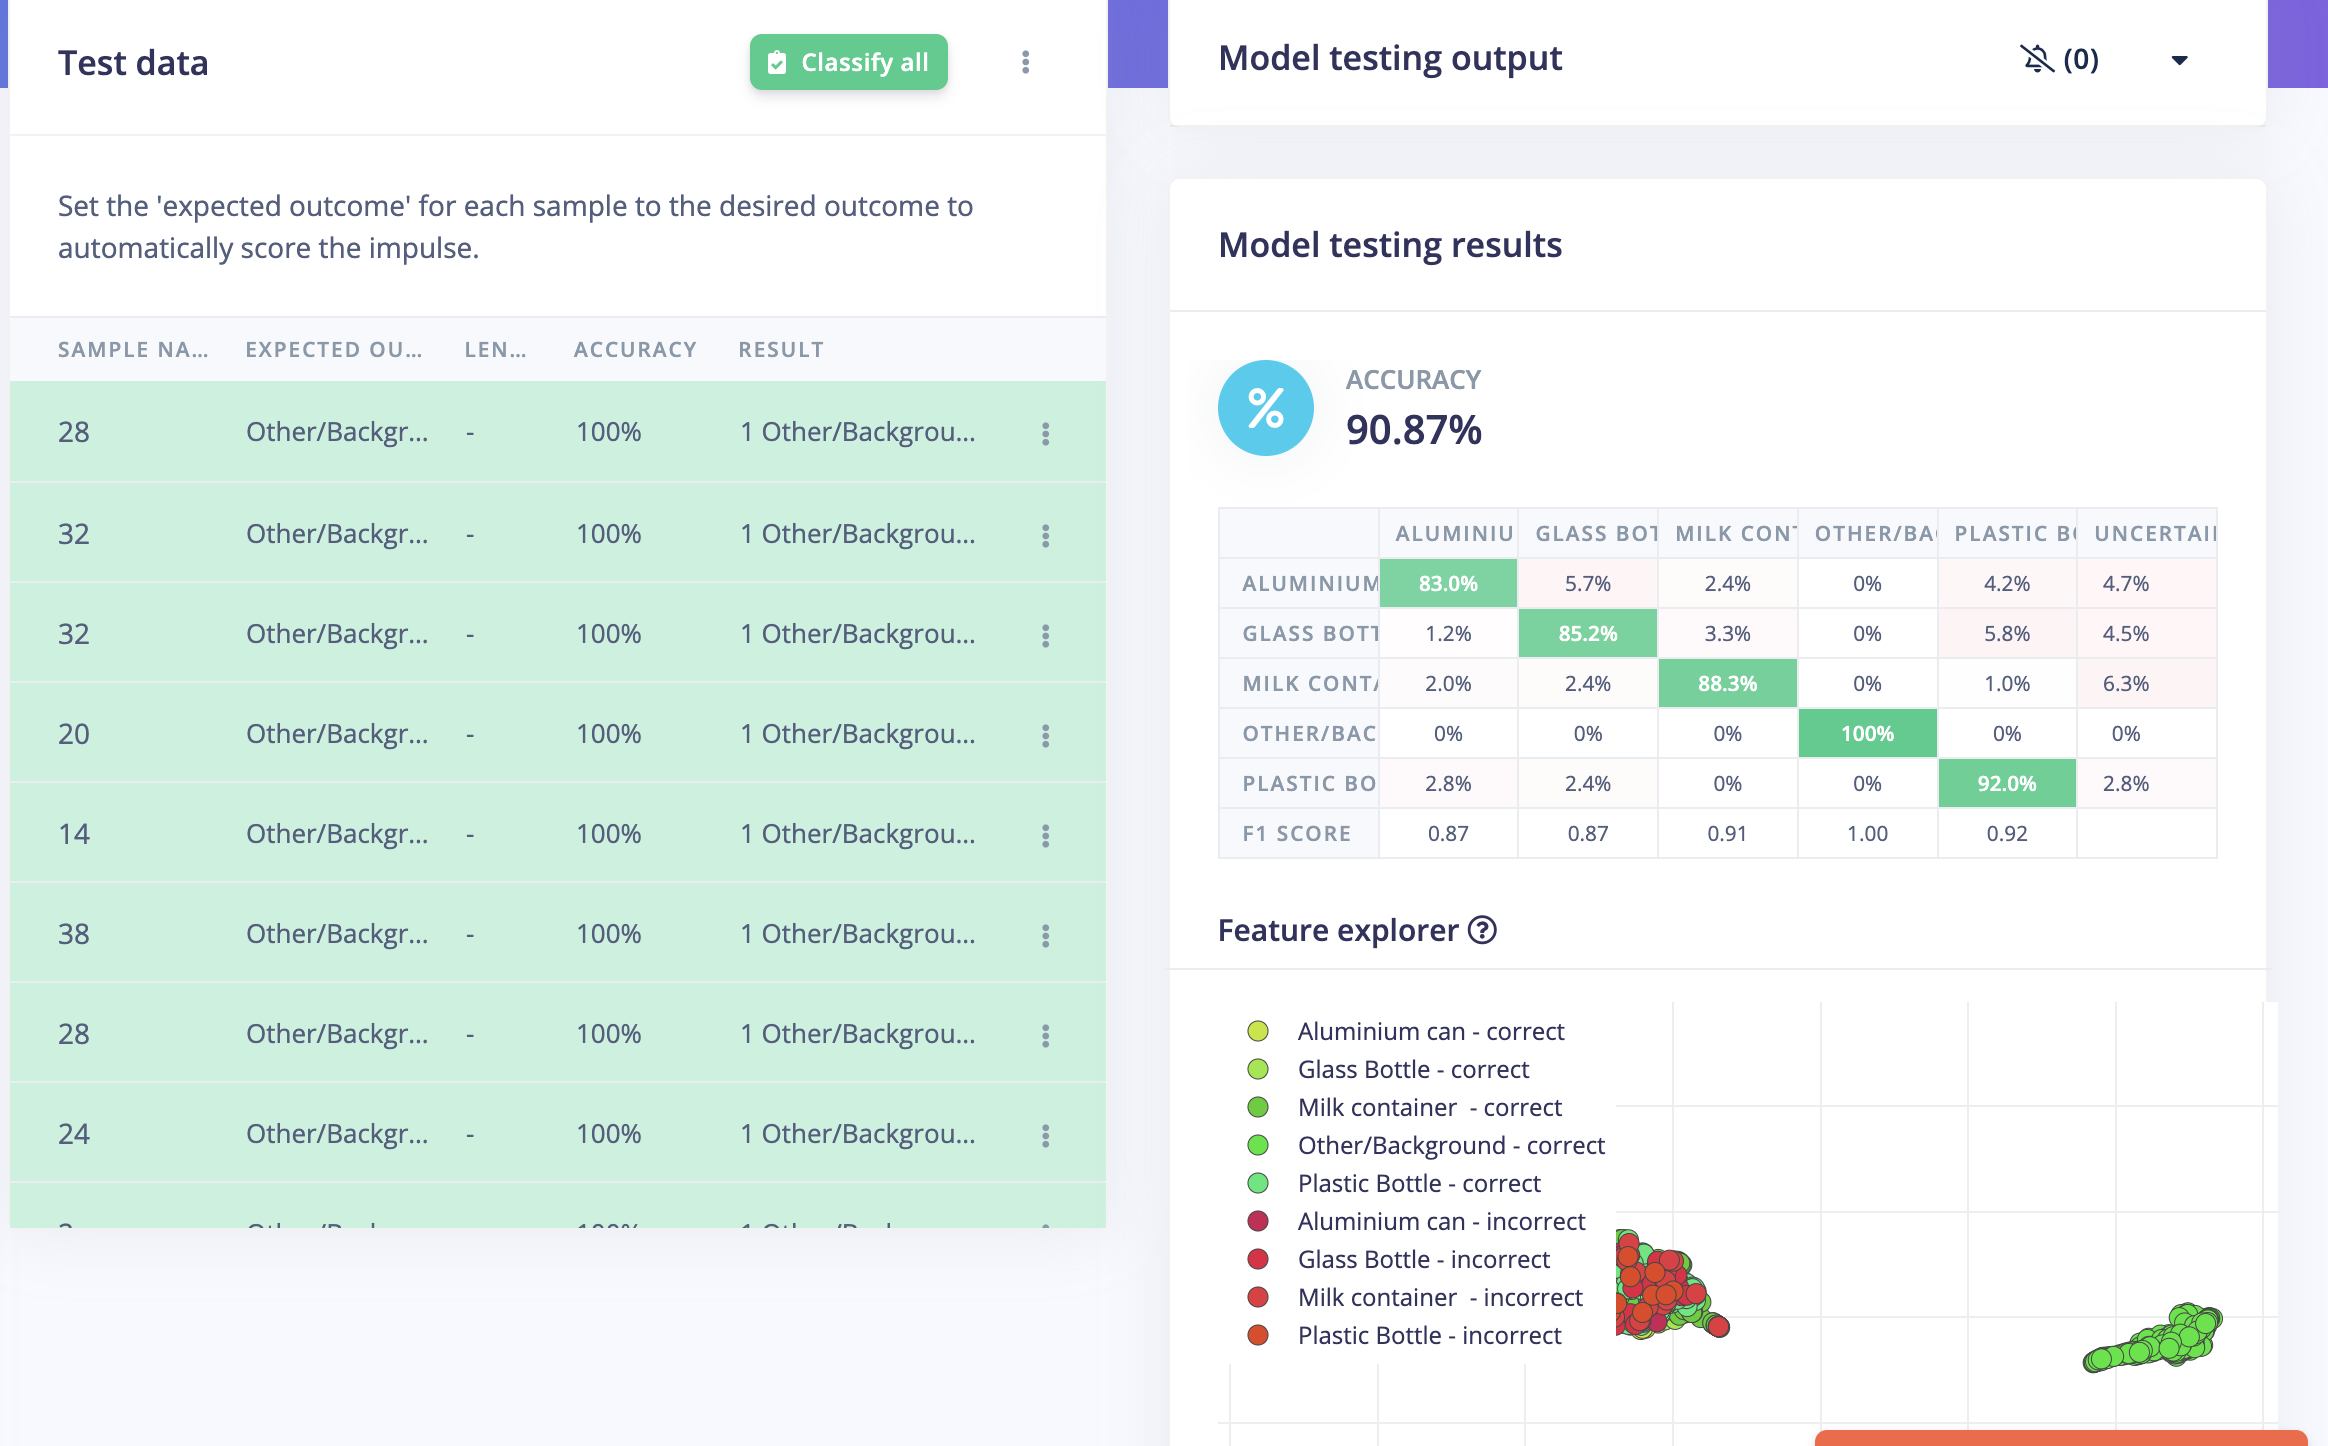 Test data
Classify all
Set the 'expected outcome' for each sample to the desired outcome to
automatically score the impulse.
SAMPLE NA... EXPECTED OU... LEN... ACCURACY RESULT
28 Other/Backgr... - 100% 1 Other/Backgrou...
32 Other/Backgr... - 100% 1 Other/Backgrou...
32 Other/Backgr... - 100% 1 Other/Backgrou...
20 Other/Backgr... - 100% 1 Other/Backgrou...
14 Other/Backgr... - 100% 1 Other/Backgrou...
38 Other/Backgr... - 100% 1 Other/Backgrou...
28 Other/Backgr... - 100% 1 Other/Backgrou...
24 Other/Backgr... - 100% 1 Other/Backgrou...
Model testing output
(0)
Model testing results
%
ACCURACY
90.87%
ALUMINIU GLASS BOT MILK CONT OTHER/BAC PLASTIC BO UNCERTAIN
ALUMINIUM 83.0% 5.7% 2.4% 0% 4.2% 4.7%
GLASS BOTT 1.2% 85.2% 3.3% 0% 5.8% 4.5%
MILK CONTA 2.0% 2.4% 88.3% 0% 1.0% 6.3%
OTHER/BAC 0% 0% 0% 100% 0% 0%
PLASTIC BO 2.8% 2.4% 0% 0% 92.0% 2.8%
F1 SCORE 0.87 0.87 0.91 1.00 0.92
Feature explorer ?
Aluminium can - correct
Glass Bottle - correct
Milk container - correct
Other/Background - correct
Plastic Bottle - correct
Aluminium can - incorrect
Glass Bottle - incorrect
Milk container - incorrect
Plastic Bottle - incorrect